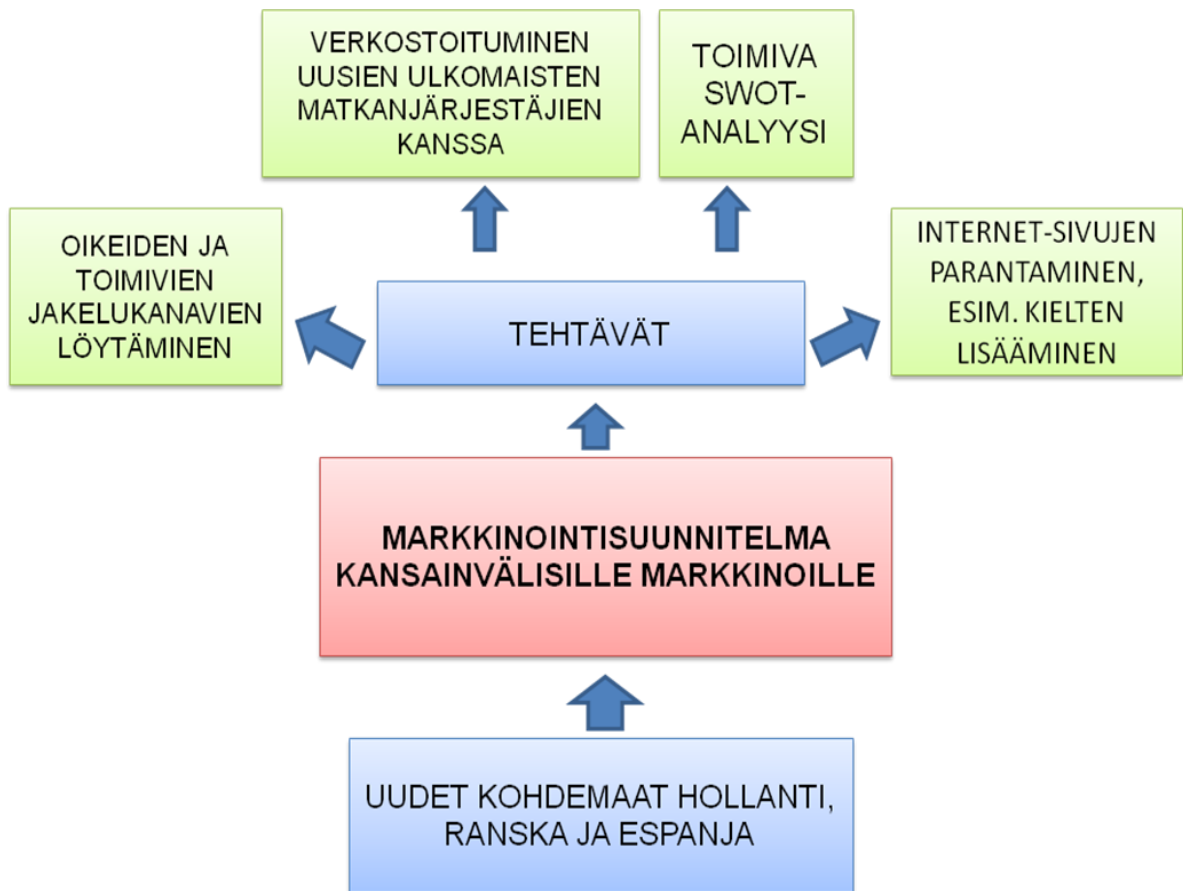 VERKOSTOITUMINEN
UUSIEN ULKOMAISTEN
MATKANJÄRJESTÄJIEN
KANSSA
TOIMIVA
SWOT-
ANALYYSI
OIKEIDEN JA
TOIMIVIEN
JAKELUKANAVIEN
LÖYTÄMINEN
TEHTÄVÄT
INTERNET-SIVUJEN
PARANTAMINEN,
ESIM. KIELTEN
LISÄÄMINEN
MARKKINOINTISUUNNITELMA
KANSAINVÄLISILLE MARKKINOILLE
UUDET KOHDEMAAT HOLLANTI,
RANSKA JA ESPANJA